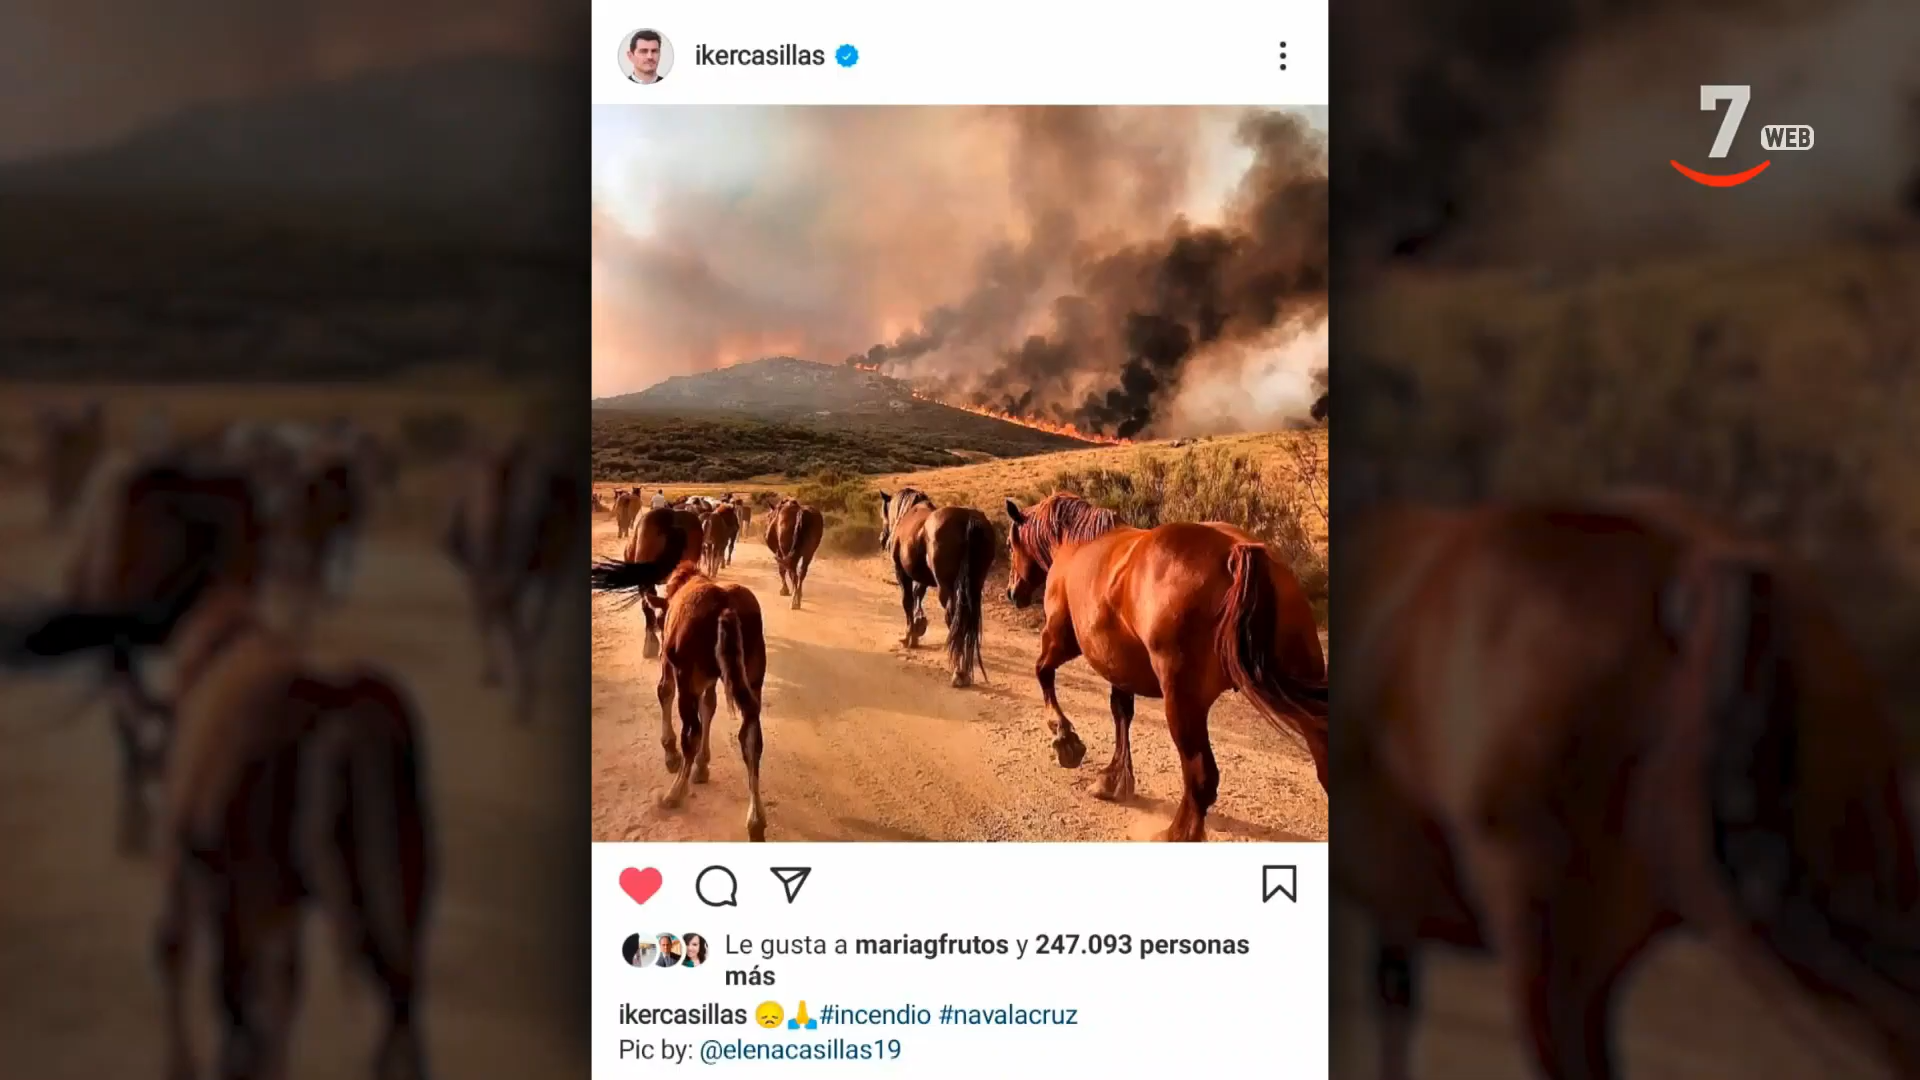 ikercasillas
7 WEB
Le gusta a mariagfrutos y 247.093 personas
más
ikercasillas 😞🙏#incendio #navalacruz
Pic by: @elenacasillas19